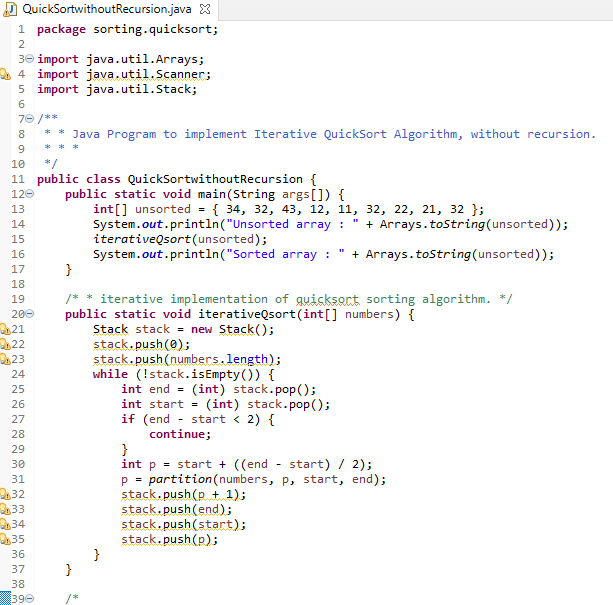 QuickSortwithoutRecursion.java
1 package sorting.quicksort;
2
3 import java.util.Arrays;
4 import java.util.Scanner;
5 import java.util.Stack;
6
7 /**
8  * * Java Program to implement Iterative QuickSort Algorithm, without recursion.
9  * * *
10  */
11 public class QuickSortwithoutRecursion {
12     public static void main(String args[]) {
13         int[] unsorted = { 34, 32, 43, 12, 11, 32, 22, 21, 32 };
14         System.out.println("Unsorted array : " + Arrays.toString(unsorted));
15         iterativeQsort(unsorted);
16         System.out.println("Sorted array : " + Arrays.toString(unsorted));
17     }
18
19     /* * iterative implementation of quicksort sorting algorithm. */
20     public static void iterativeQsort(int[] numbers) {
21         Stack stack = new Stack();
22         stack.push(0);
23         stack.push(numbers.length);
24         while (!stack.isEmpty()) {
25             int end = (int) stack.pop();
26             int start = (int) stack.pop();
27             if (end - start < 2) {
28                 continue;
29             }
30             int p = start + ((end - start) / 2);
31             p = partition(numbers, p, start, end);
32             stack.push(p + 1);
33             stack.push(end);
34             stack.push(start);
35             stack.push(p);
36         }
37     }
38
39     /*